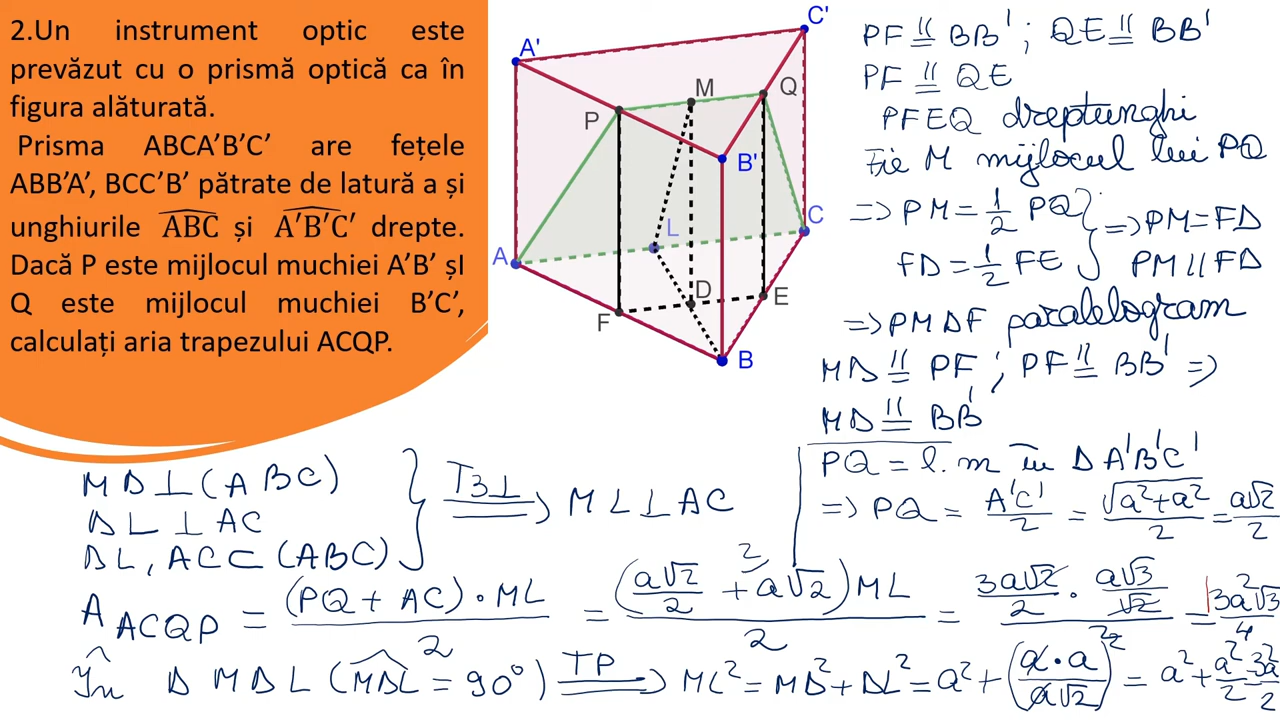 2.Un instrument optic este
prevăzut cu o prismă optică ca în
figura alăturată.
Prisma ABCA’B’C’ are fețele
ABB’A’, BCC’B’ pătrate de latură a și
unghiurile \widehat{ABC} și \widehat{A′B′C′} drepte.
Dacă P este mijlocul muchiei A’B’ șI
Q este mijlocul muchiei B’C’,
calculați aria trapezului ACQP.
C'
A'
M
Q
P
B'
L
C
A
D
E
F
B
PF ∥= BB' ; QE ∥= BB'
PF ∥= QE
PFEQ dreptunghi
Fie M mijlocul lui PQ
=> PM = 1/2 PQ } => PM = FD
FD = 1/2 FE } PM ∥ FD
=> PMDF paralelogram
MD ∥= PF ; PF ∥= BB' =>
MD ∥= BB'
PQ = l.m în Δ A'B'C'
=> PQ = A'C'/2 = √(a²+a²)/2 = a√2/2
MD ⊥ (ABC)
DL ⊥ AC
DL, AC ⊂ (ABC) } T3⊥ => ML ⊥ AC
A ACQP = (PQ + AC)·ML/2 = (a√2/2 + ²⁾a√2)ML/2 = (3a√2/2 · a√3/√2)/2 = 3a²√3/4
În Δ MDL (\widehat{MDL} = 90°) TP => ML² = MD² + DL² = a² + (a·a/a√2)² = a² + a²/2 = 3a²/2